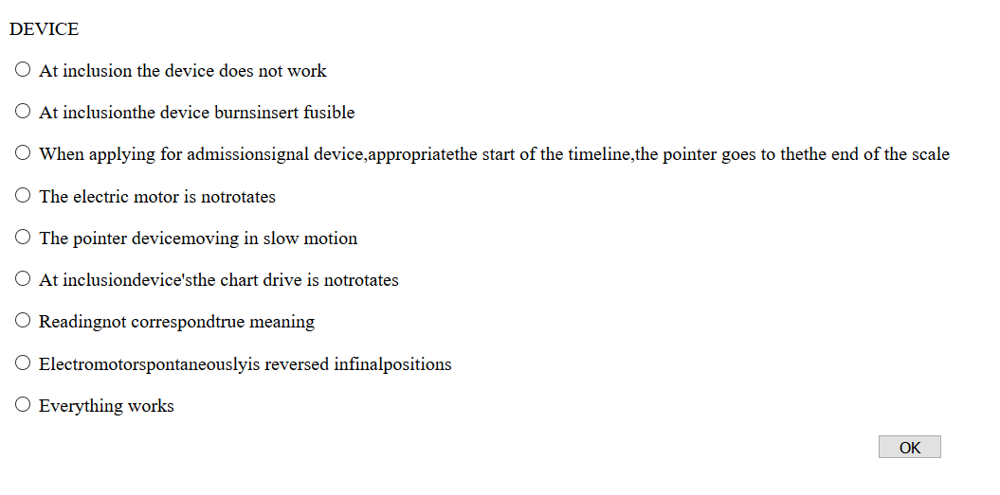 DEVICE
At inclusion the device does not work
At inclusionthe device burnsinsert fusible
When applying for admissionsignal device,appropriatethe start of the timeline,the pointer goes to thethe end of the scale
The electric motor is notrotates
The pointer devicemoving in slow motion
At inclusiondevice'sthe chart drive is notrotates
Readingnot correspondtrue meaning
Electromotorspontaneouslyis reversed infinalpositions
Everything works
OK